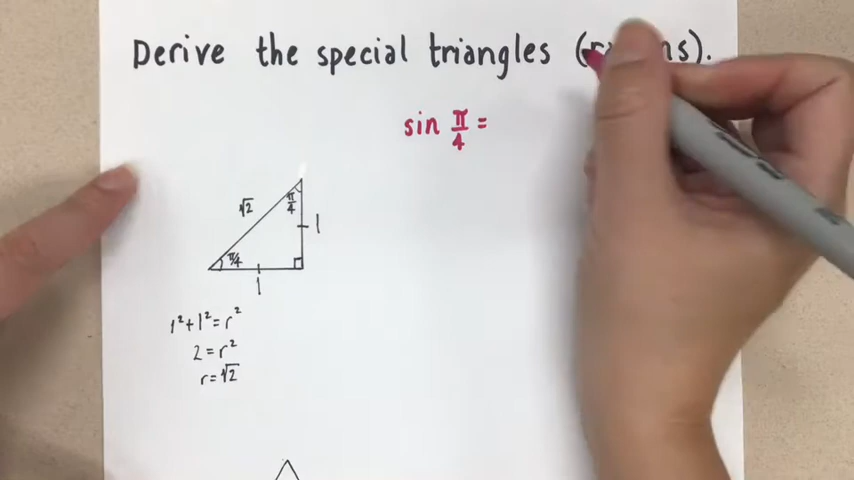 Derive the special triangles (
sin π/4 =
√2
π/4
1
π/4
1
1² + 1² = r²
2 = r²
r = √2